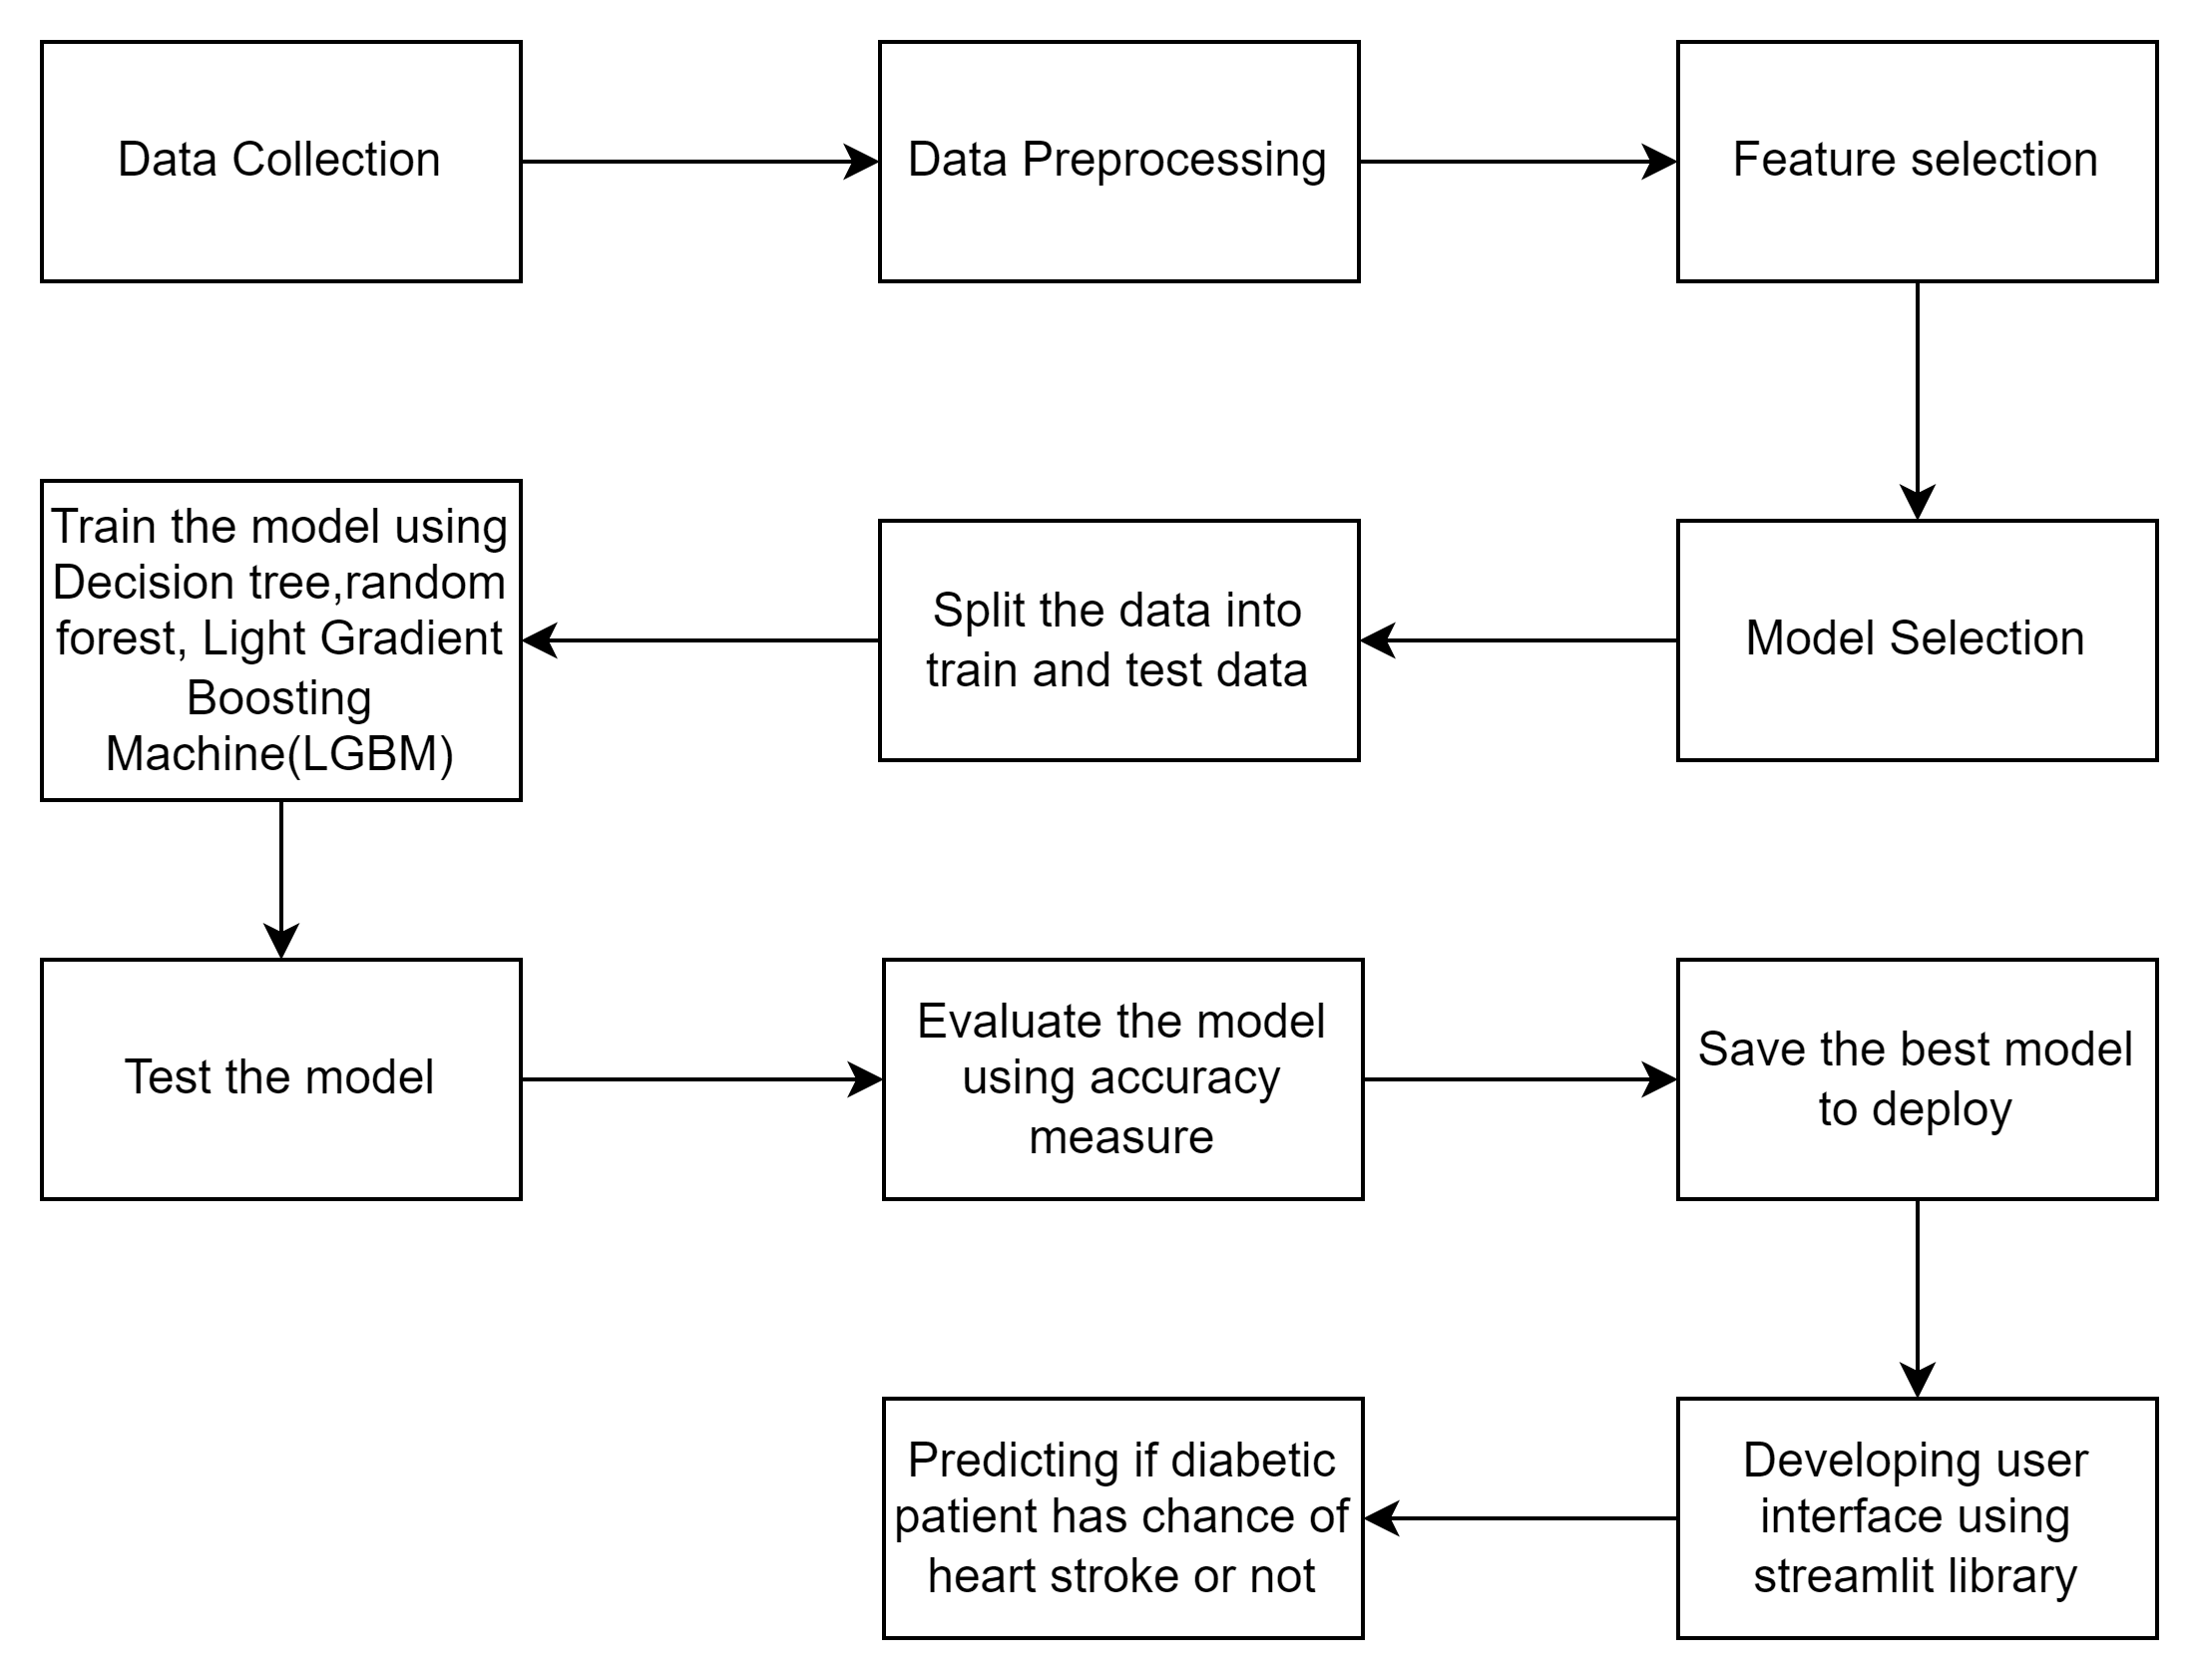 Data Collection
Data Preprocessing
Feature selection
Model Selection
Split the data into
train and test data
Train the model using
Decision tree,random
forest, Light Gradient
Boosting
Machine(LGBM)
Test the model
Evaluate the model
using accuracy
measure
Save the best model
to deploy
Developing user
interface using
streamlit library
Predicting if diabetic
patient has chance of
heart stroke or not